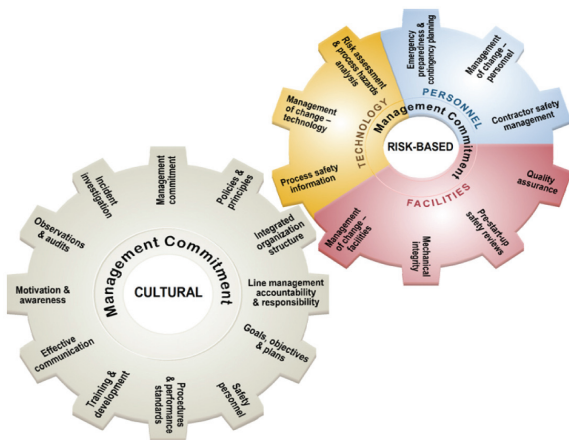 Risk assessment
& process hazards
analysis
Emergency
preparedness &
contingency planning
Management
of change –
personnel
Management
of change –
technology
Contractor safety
management
Process safety
information
Quality
assurance
Management
of change –
facilities
Mechanical
integrity
Pre-start-up
safety reviews
TECHNOLOGY
PERSONNEL
FACILITIES
Management Commitment
RISK-BASED
Management
commitment
Policies &
principles
Integrated
organization
structure
Line management
accountability
& responsibility
Goals, objectives
& plans
Safety
personnel
Procedures
& performance
standards
Training &
development
Effective
communication
Motivation &
awareness
Observations
& audits
Incident
investigation
Management Commitment
CULTURAL